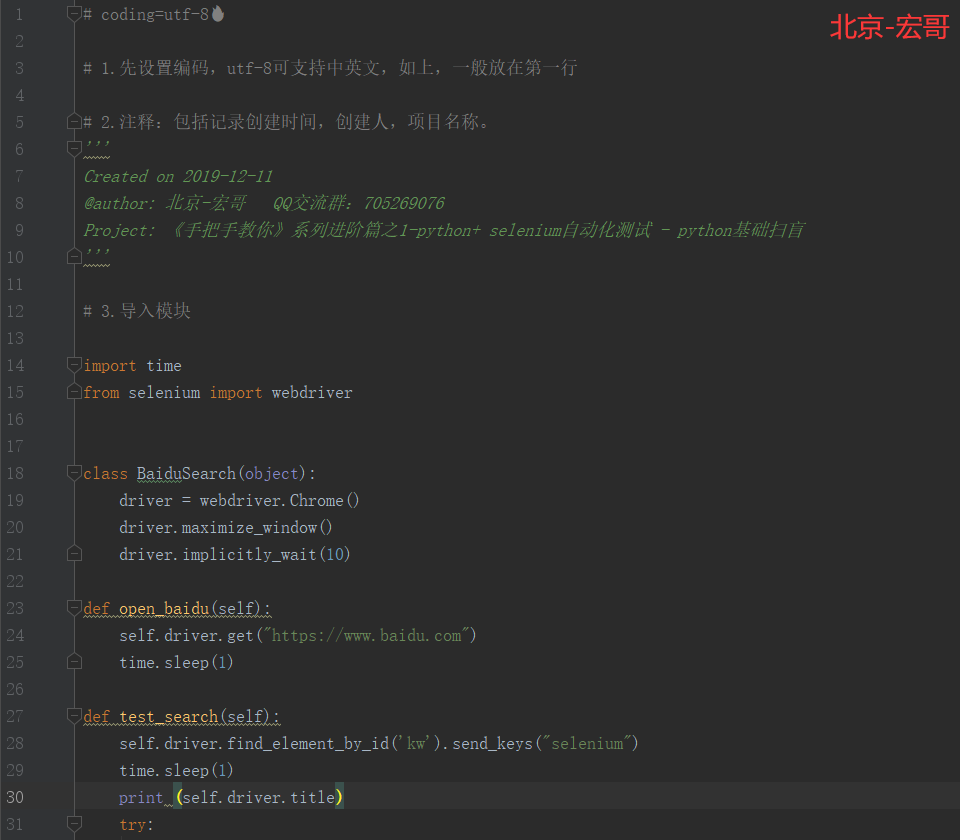 北京-宏哥
1 # coding=utf-8
2
3 # 1.先设置编码，utf-8可支持中英文，如上，一般放在第一行
4
5 # 2.注释：包括记录创建时间，创建人，项目名称。
6 '''
7 Created on 2019-12-11
8 @author: 北京-宏哥   QQ交流群：705269076
9 Project: 《手把手教你》系列进阶篇之1-python+ selenium自动化测试 - python基础扫盲
10 '''
11
12 # 3.导入模块
13
14 import time
15 from selenium import webdriver
16
17
18 class BaiduSearch(object):
19     driver = webdriver.Chrome()
20     driver.maximize_window()
21     driver.implicitly_wait(10)
22
23 def open_baidu(self):
24     self.driver.get("https://www.baidu.com")
25     time.sleep(1)
26
27 def test_search(self):
28     self.driver.find_element_by_id('kw').send_keys("selenium")
29     time.sleep(1)
30     print (self.driver.title)
31     try: